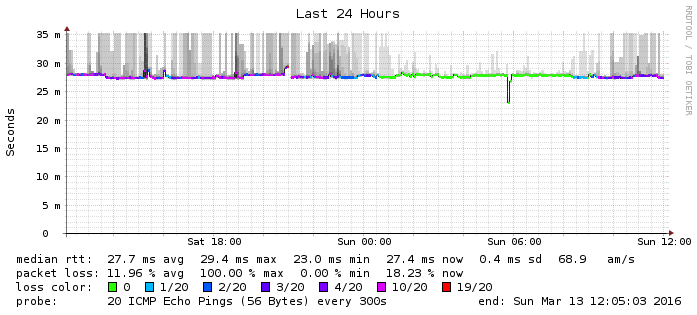 Last 24 Hours
RRDTOOL / TOBI OETIKER
Seconds
35 m
30 m
25 m
20 m
15 m
10 m
5 m
0
Sat 18:00 Sun 00:00 Sun 06:00 Sun 12:00
median rtt: 27.7 ms avg 29.4 ms max 23.0 ms min 27.4 ms now 0.4 ms sd 68.9 am/s
packet loss: 11.96 % avg 100.00 % max 0.00 % min 18.23 % now
loss color: 0 1/20 2/20 3/20 4/20 10/20 19/20
probe: 20 ICMP Echo Pings (56 Bytes) every 300s end: Sun Mar 13 12:05:03 2016